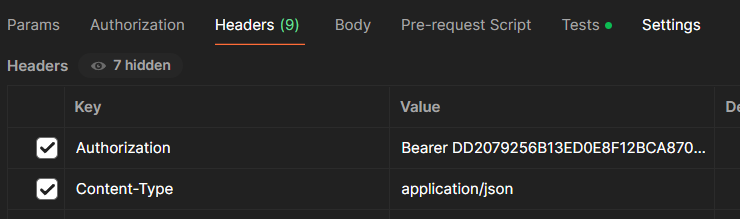 Params Authorization Headers (9) Body Pre-request Script Tests Settings
Headers 7 hidden
Key Value De
Authorization Bearer DD2079256B13ED0E8F12BCA870...
Content-Type application/json